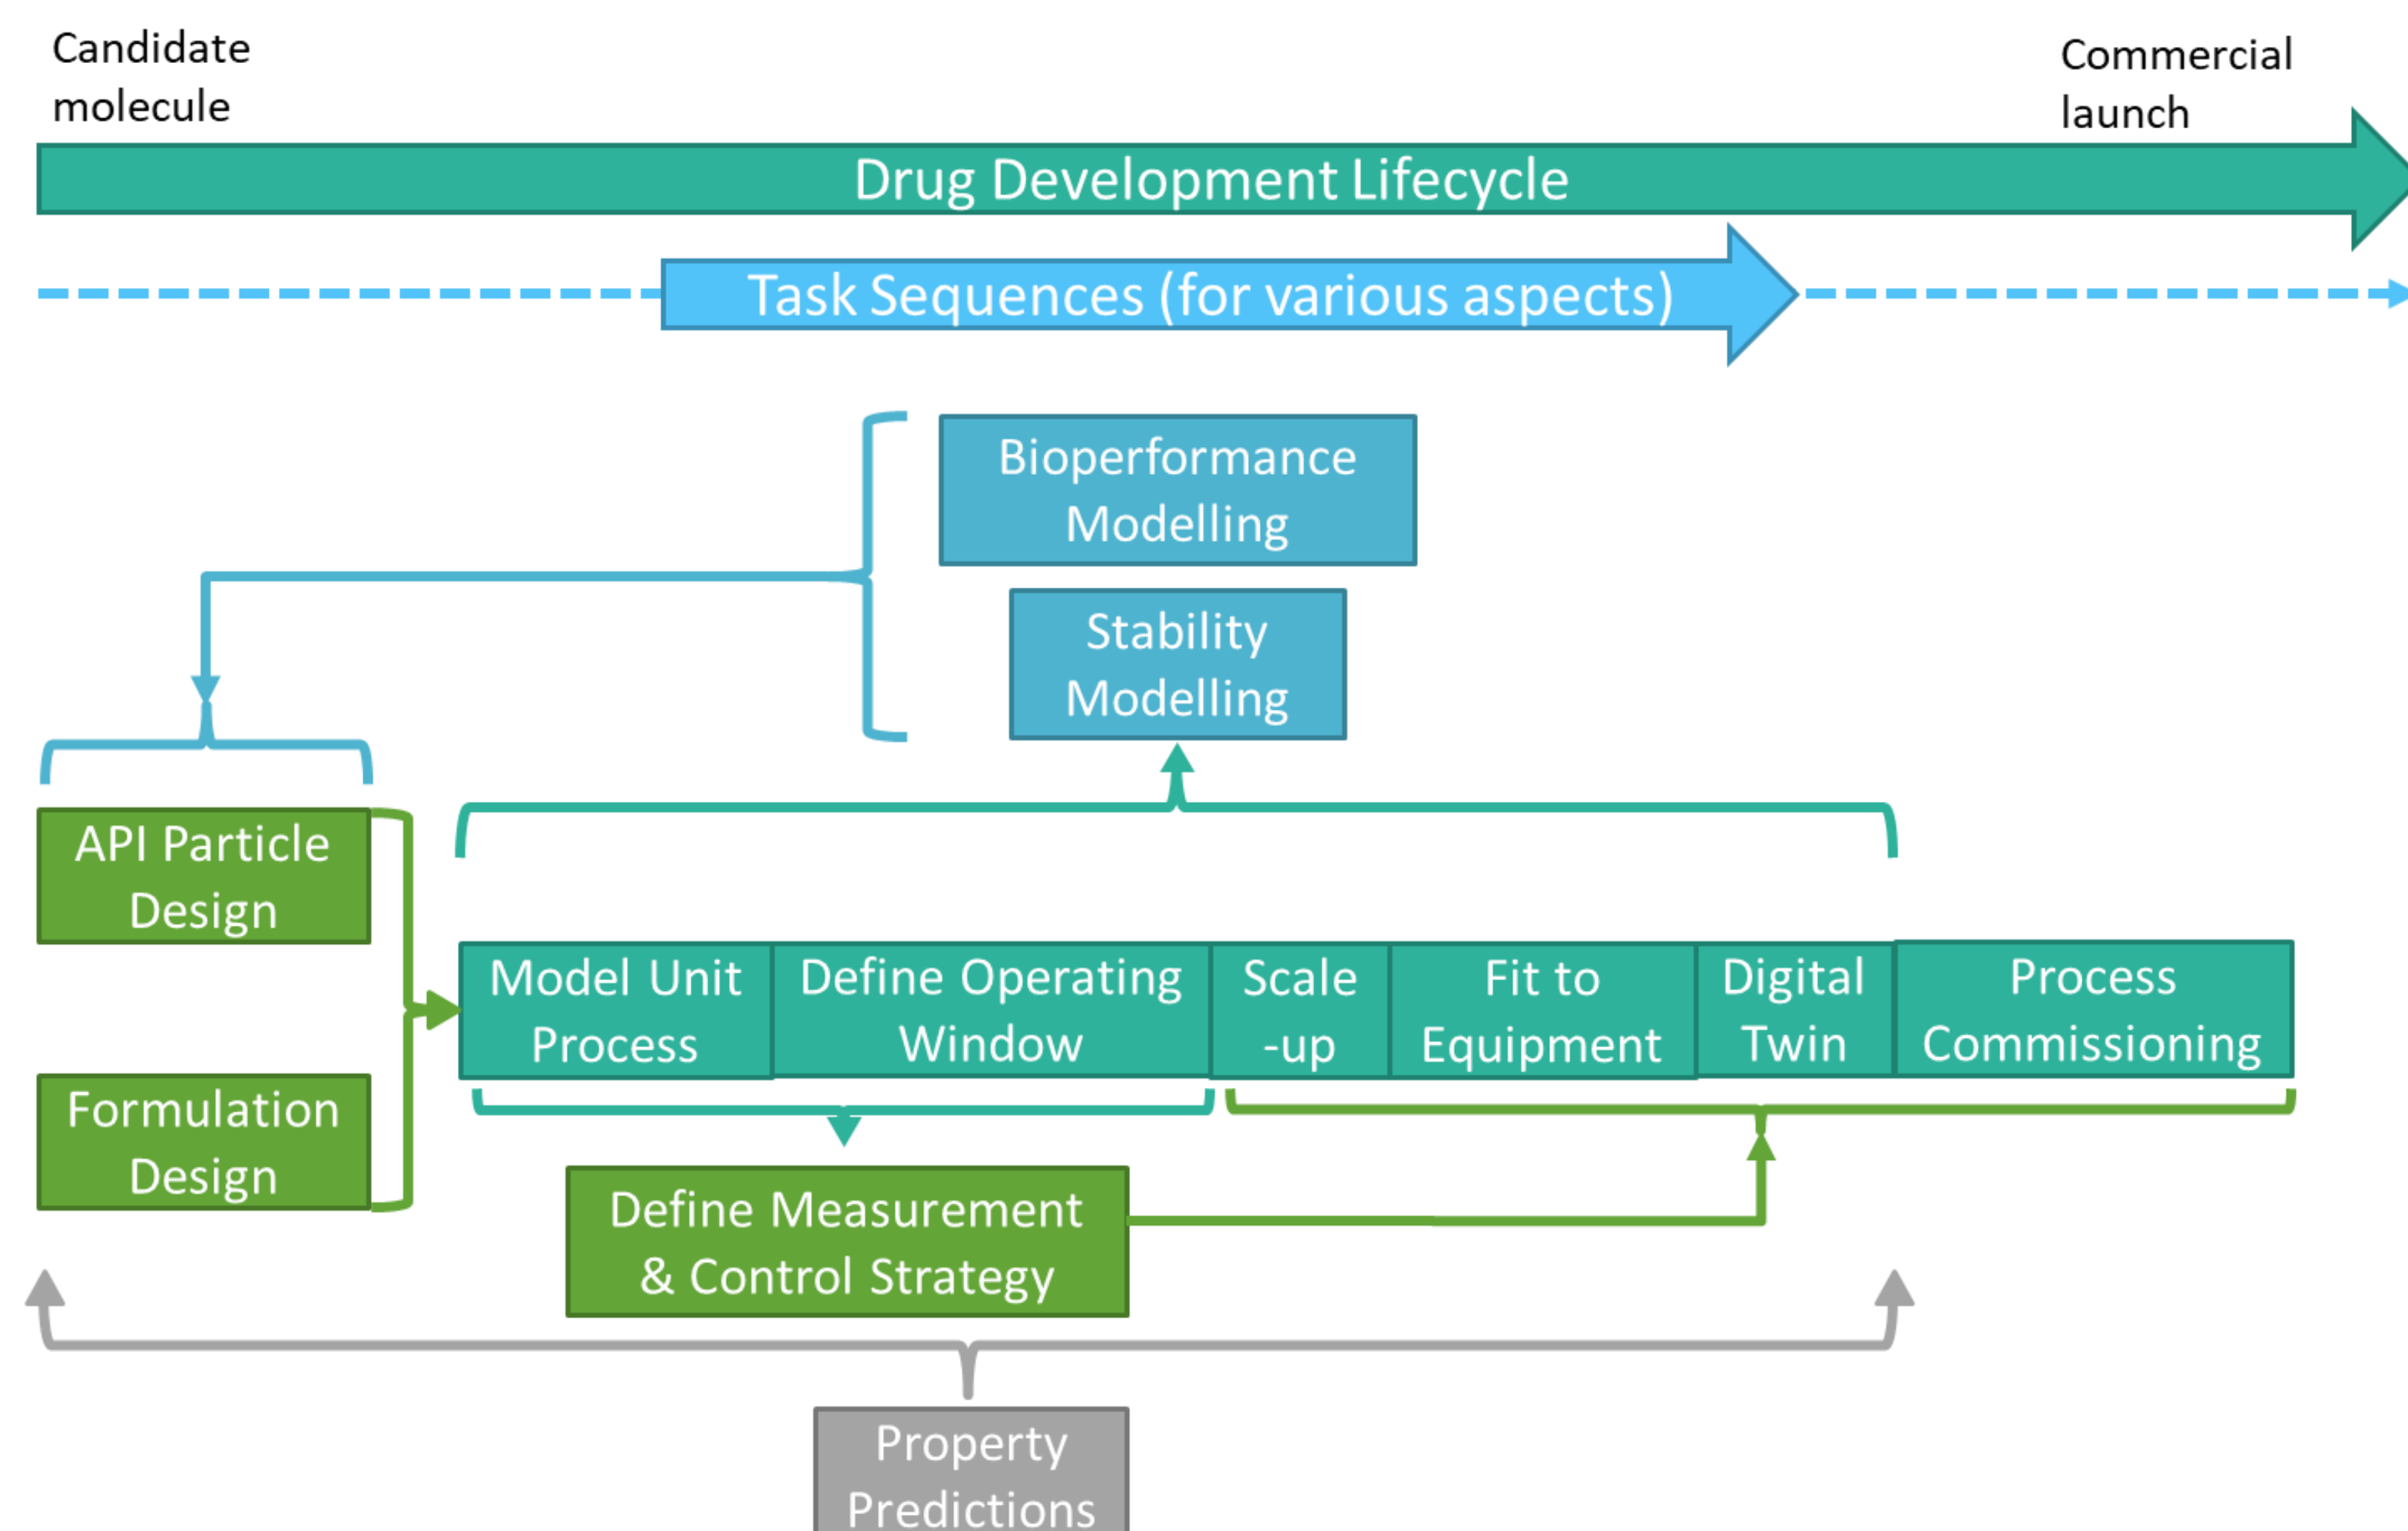 Candidate
molecule
Commercial
launch
Drug Development Lifecycle
Task Sequences (for various aspects)
Bioperformance
Modelling
Stability
Modelling
API Particle
Design
Formulation
Design
Model Unit
Process
Define Operating
Window
Scale
-up
Fit to
Equipment
Digital
Twin
Process
Commissioning
Define Measurement
& Control Strategy
Property
Predictions